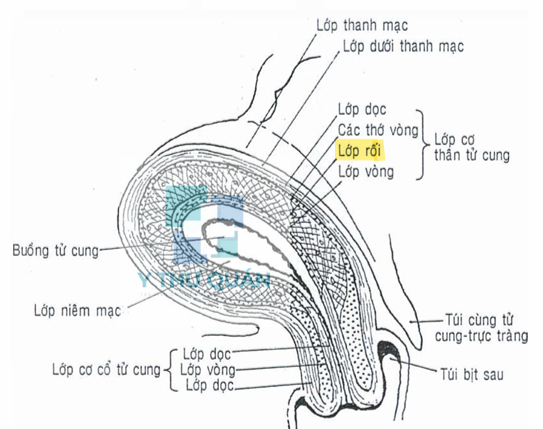 Lớp thanh mạc
Lớp dưới thanh mạc
Lớp dọc
Các thớ vòng
Lớp rối
Lớp vòng
Lớp cơ
thân tử cung
Buồng tử cung
Y THƯ QUÁN
Lớp niêm mạc
Túi cùng tử
cung-trực tràng
Lớp cơ cổ tử cung
Lớp dọc
Lớp vòng
Lớp dọc
Túi bịt sau